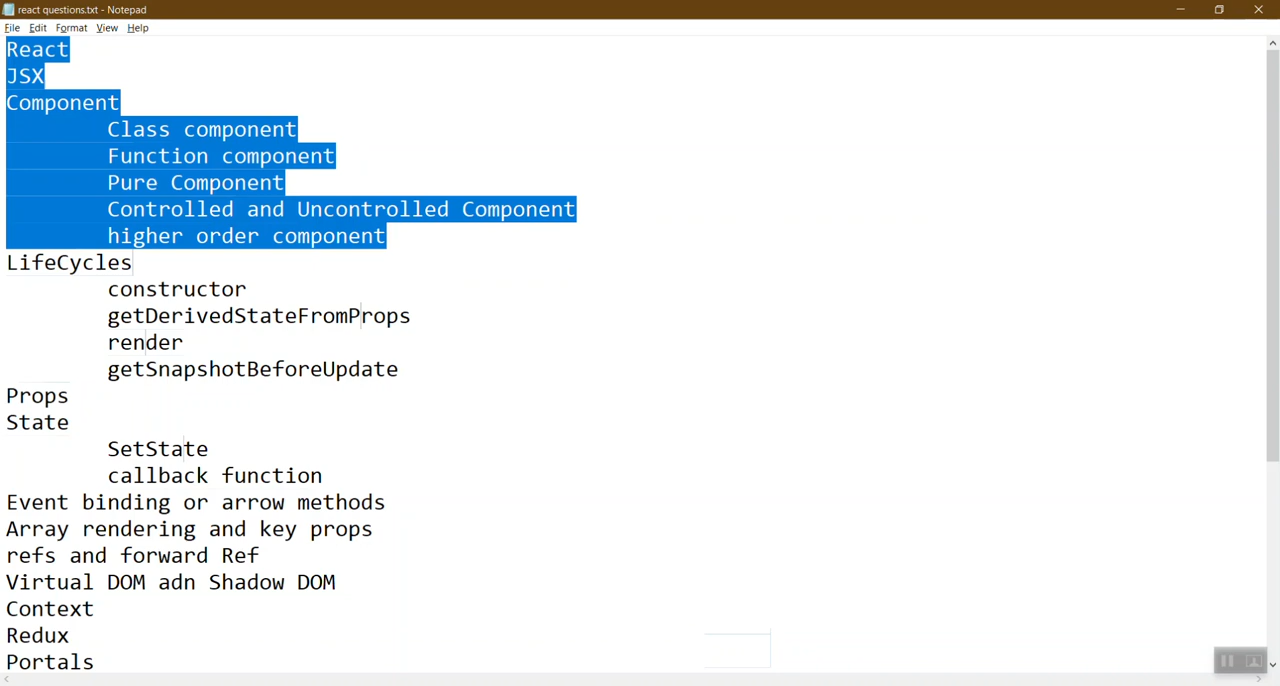 react questions.txt - Notepad
File Edit Format View Help
React
JSX
Component
Class component
Function component
Pure Component
Controlled and Uncontrolled Component
higher order component
LifeCycles
constructor
getDerivedStateFromProps
render
getSnapshotBeforeUpdate
Props
State
SetState
callback function
Event binding or arrow methods
Array rendering and key props
refs and forward Ref
Virtual DOM adn Shadow DOM
Context
Redux
Portals